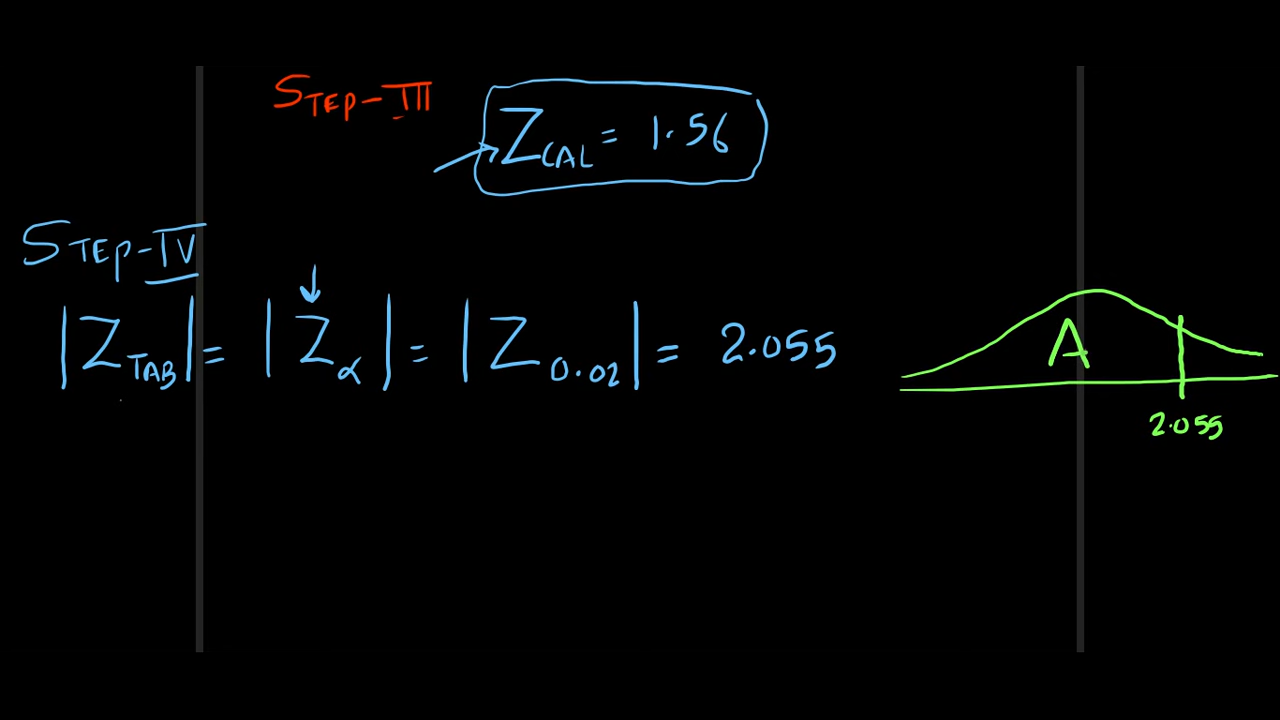 STEP-III
ZCAL = 1.56
STEP-IV
|ZTAB| = |Zα| = |Z0.02| = 2.055
A
2.055